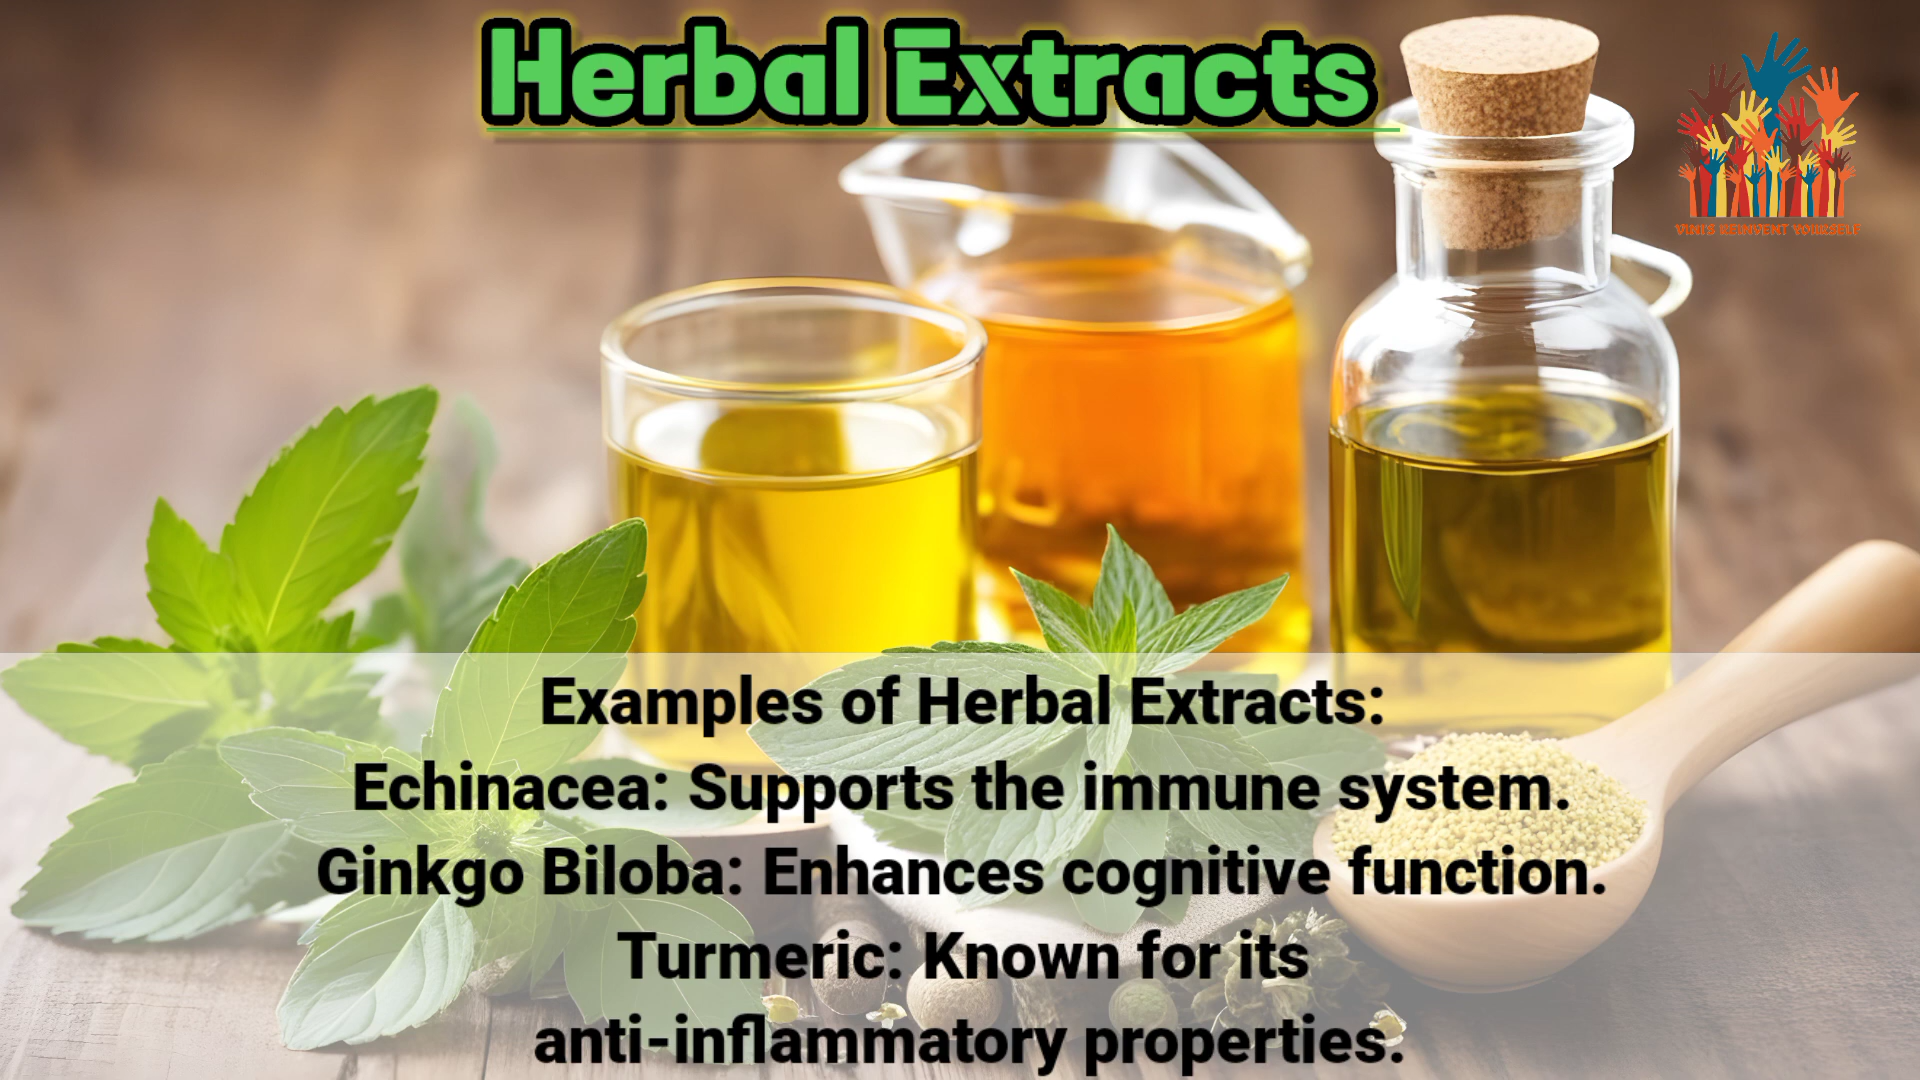 Herbal Extracts
VINI'S REINVENT YOURSELF
Examples of Herbal Extracts:
Echinacea: Supports the immune system.
Ginkgo Biloba: Enhances cognitive function.
Turmeric: Known for its
anti-inflammatory properties.